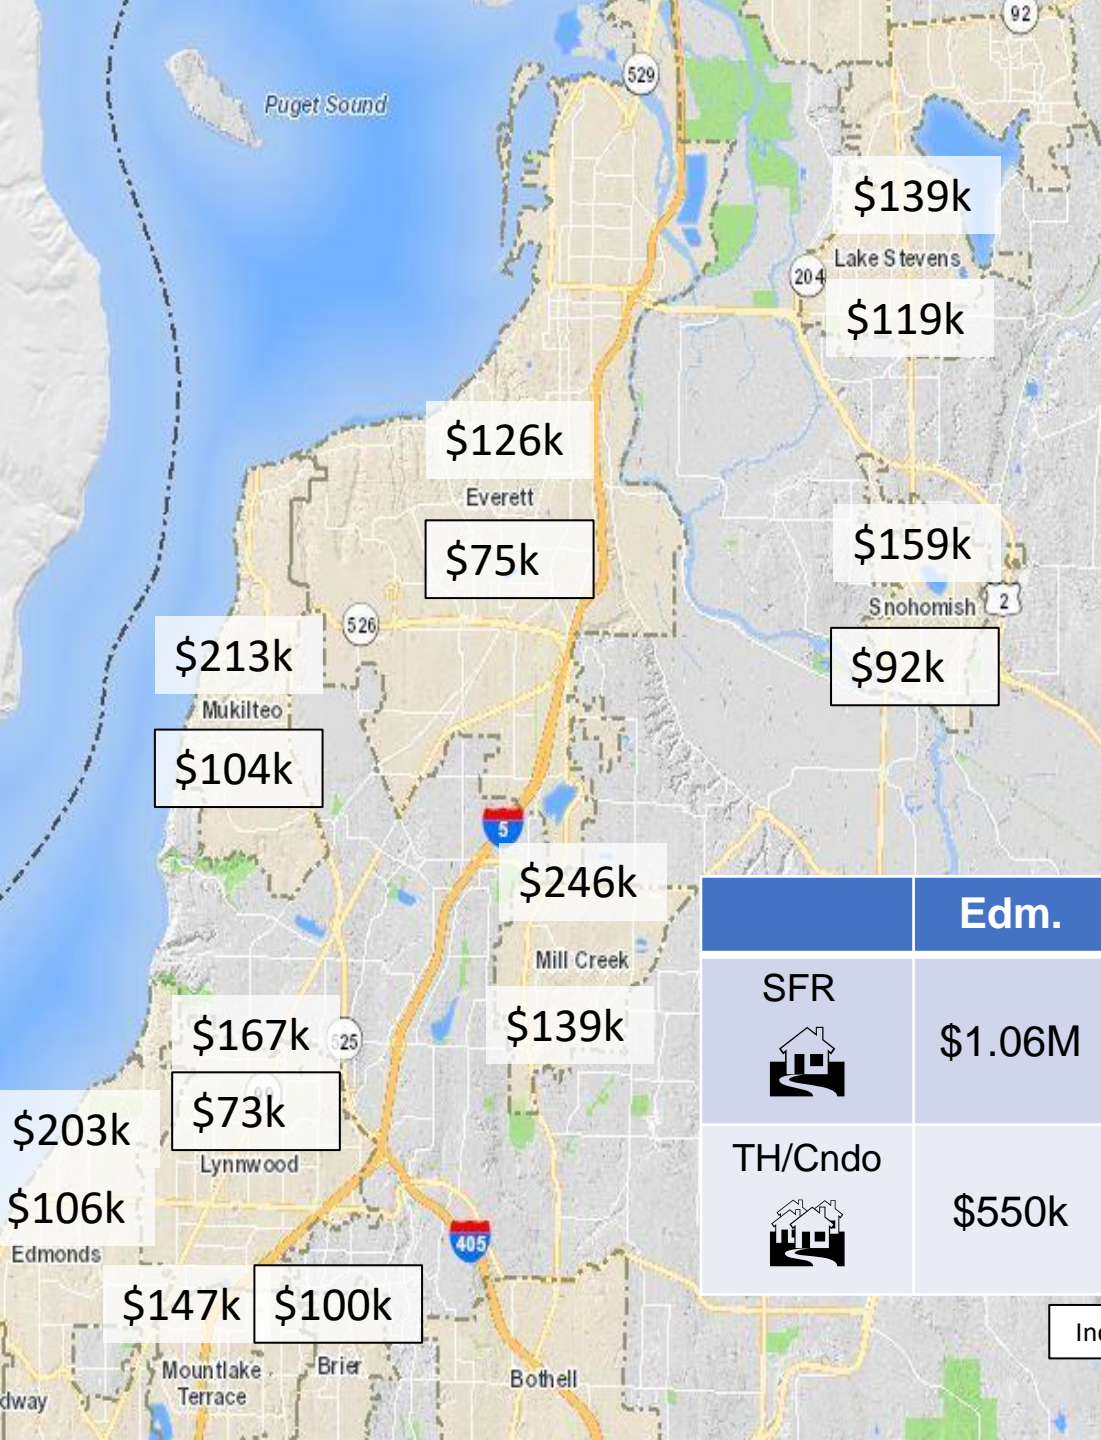 92
529
Puget Sound
$139k
Lake Stevens
204
$119k
$126k
Everett
$75k
$159k
Snohomish
2
526
$213k
$92k
Mukilteo
$104k
5
$246k
Edm.
Mill Creek
SFR
$167k
525
$139k
$1.06M
$73k
$203k
Lynnwood
TH/Cndo
$106k
$550k
Edmonds
405
$147k
$100k
Mountlake
Terrace
Brier
Bothell